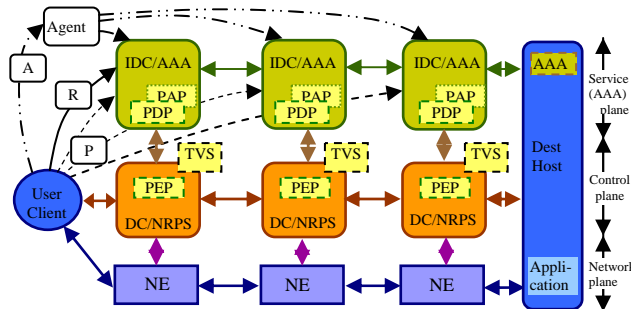 Agent
A
R
P
IDC/AAA
PAP
PDP
IDC/AAA
PAP
PDP
IDC/AAA
PAP
PDP
AAA
Service
(AAA)
plane
TVS
TVS
TVS
User
Client
PEP
DC/NRPS
PEP
DC/NRPS
PEP
DC/NRPS
Dest
Host
Control
plane
NE
NE
NE
Appli-
cation
Network
plane